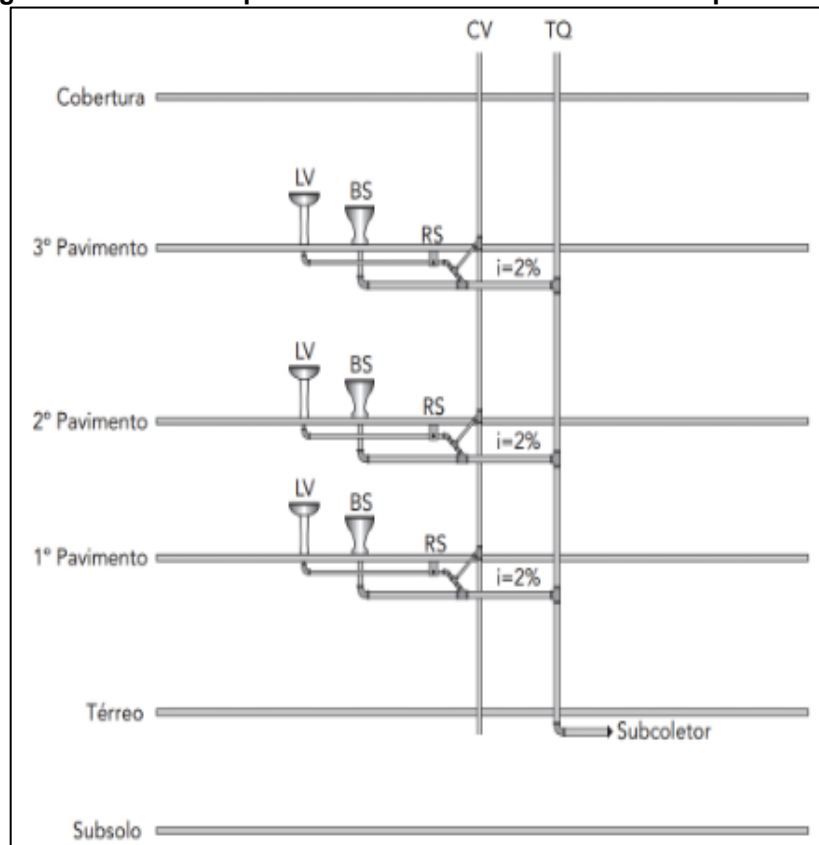 CV TQ
Cobertura
LV BS
RS
3º Pavimento
i=2%
LV BS
RS
2º Pavimento
i=2%
LV BS
RS
1º Pavimento
i=2%
Térreo
Subcoletor
Subsolo